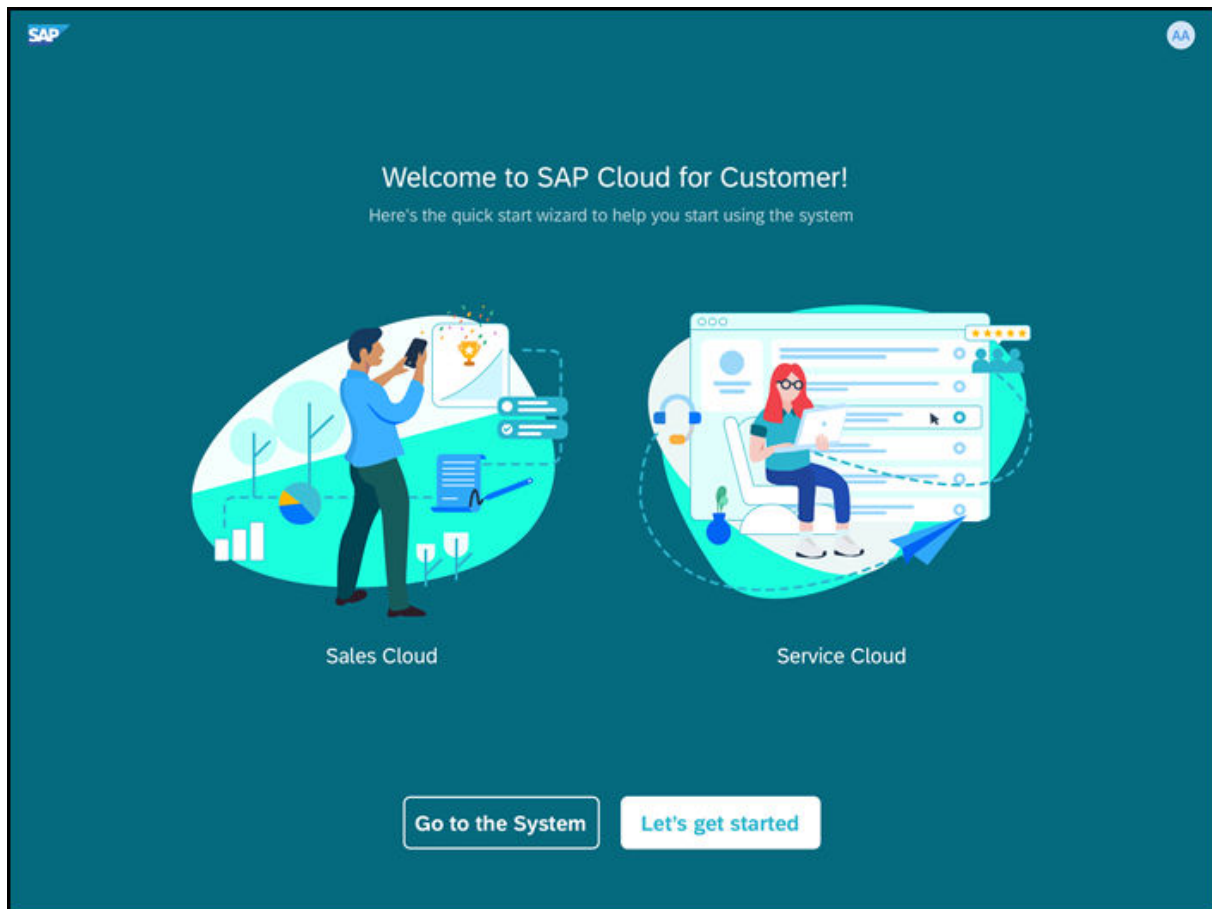 SAP
AA
Welcome to SAP Cloud for Customer!
Here's the quick start wizard to help you start using the system
Sales Cloud
Service Cloud
Go to the System
Let's get started